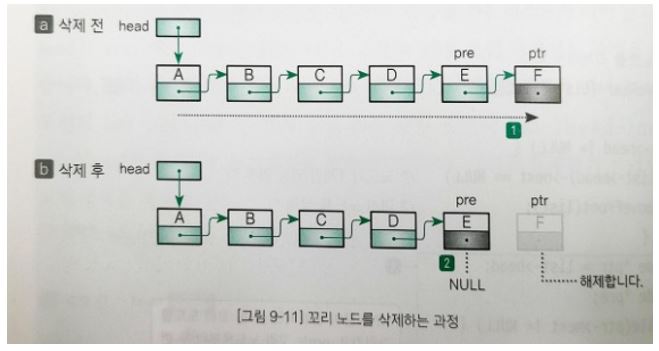 a 삭제 전 head
pre ptr
A B C D E F
1
b 삭제 후 head
pre ptr
A B C D E F
2
NULL 해제합니다.
[그림 9-11] 꼬리 노드를 삭제하는 과정